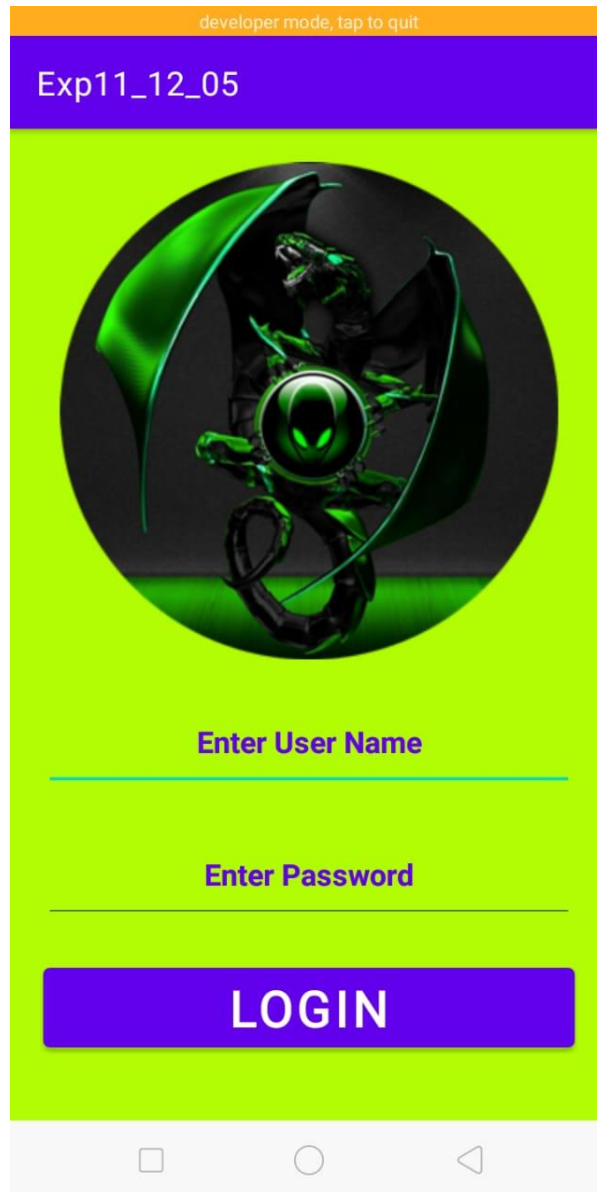 developer mode, tap to quit
Exp11_12_05
Enter User Name
Enter Password
LOGIN